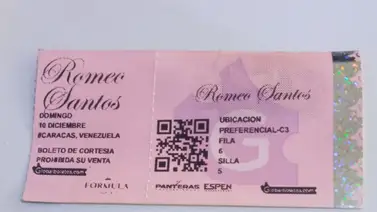 Romeo
Santos
DOMINGO
10 DICIEMBRE
#CARACAS, VENEZUELA
BOLETO DE CORTESIA
PROHIBIDA SU VENTA
FORMULA
Romeo Santos
UBICACION
PREFERENCIAL-C3
FILA
6
SILLA
5
G
PANTERAS ESPEN